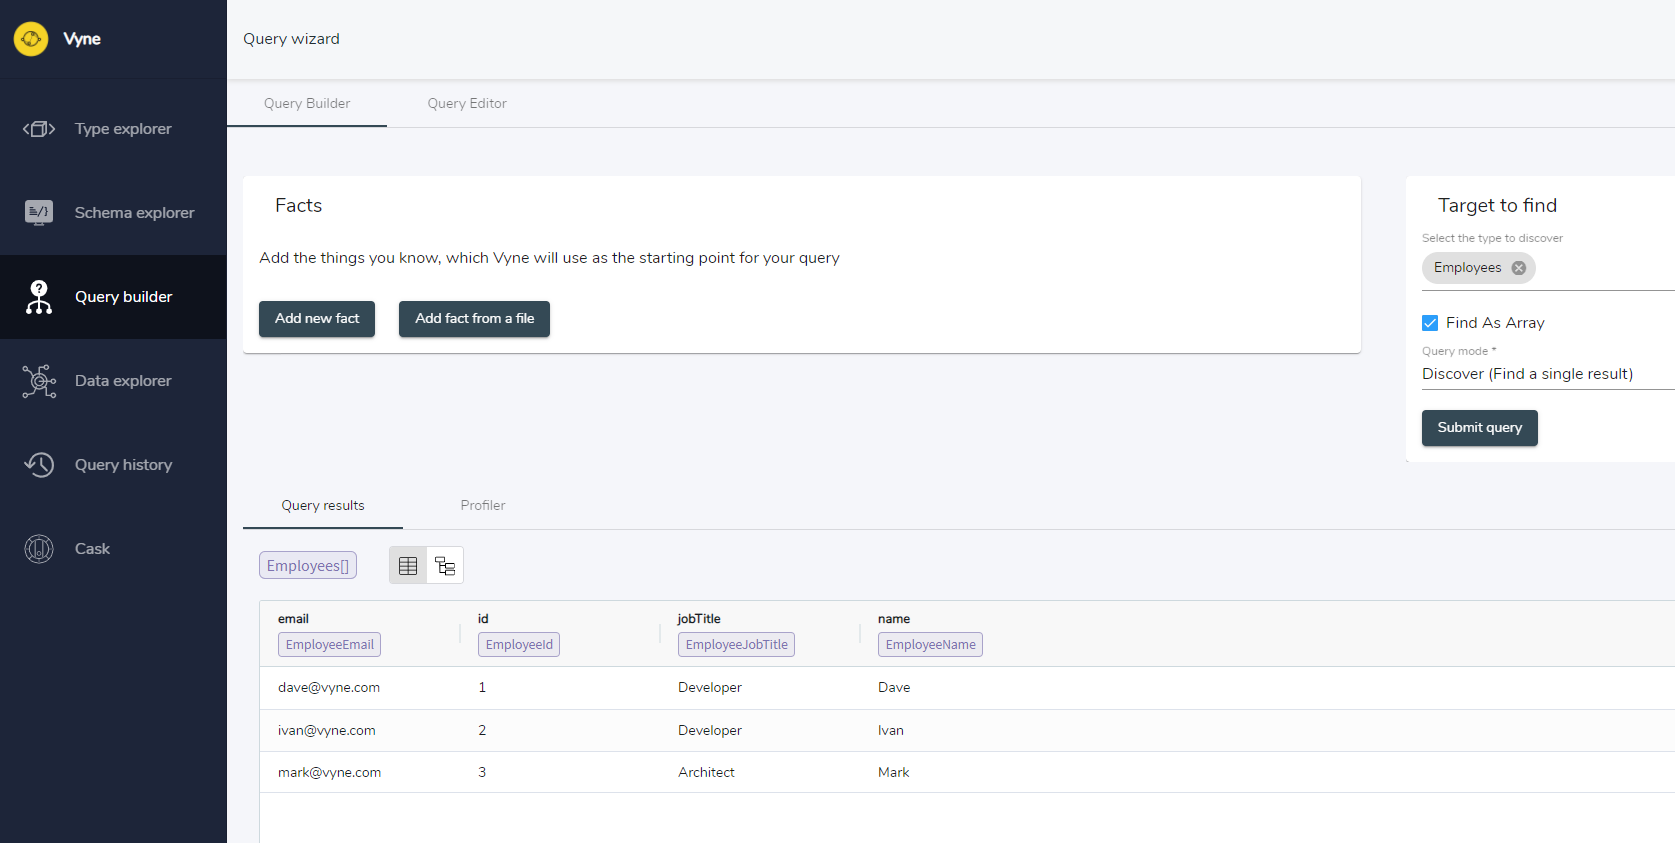 Vyne
Query wizard
Type explorer
Schema explorer
Query builder
Data explorer
Query history
Cask
Query Builder
Query Editor
Facts
Add the things you know, which Vyne will use as the starting point for your query
Add new fact
Add fact from a file
Target to find
Select the type to discover
Employees
Find As Array
Query mode *
Discover (Find a single result)
Submit query
Query results
Profiler
Employees[]
email id jobTitle name
EmployeeEmail EmployeeId EmployeeJobTitle EmployeeName
dave@vyne.com 1 Developer Dave
ivan@vyne.com 2 Developer Ivan
mark@vyne.com 3 Architect Mark